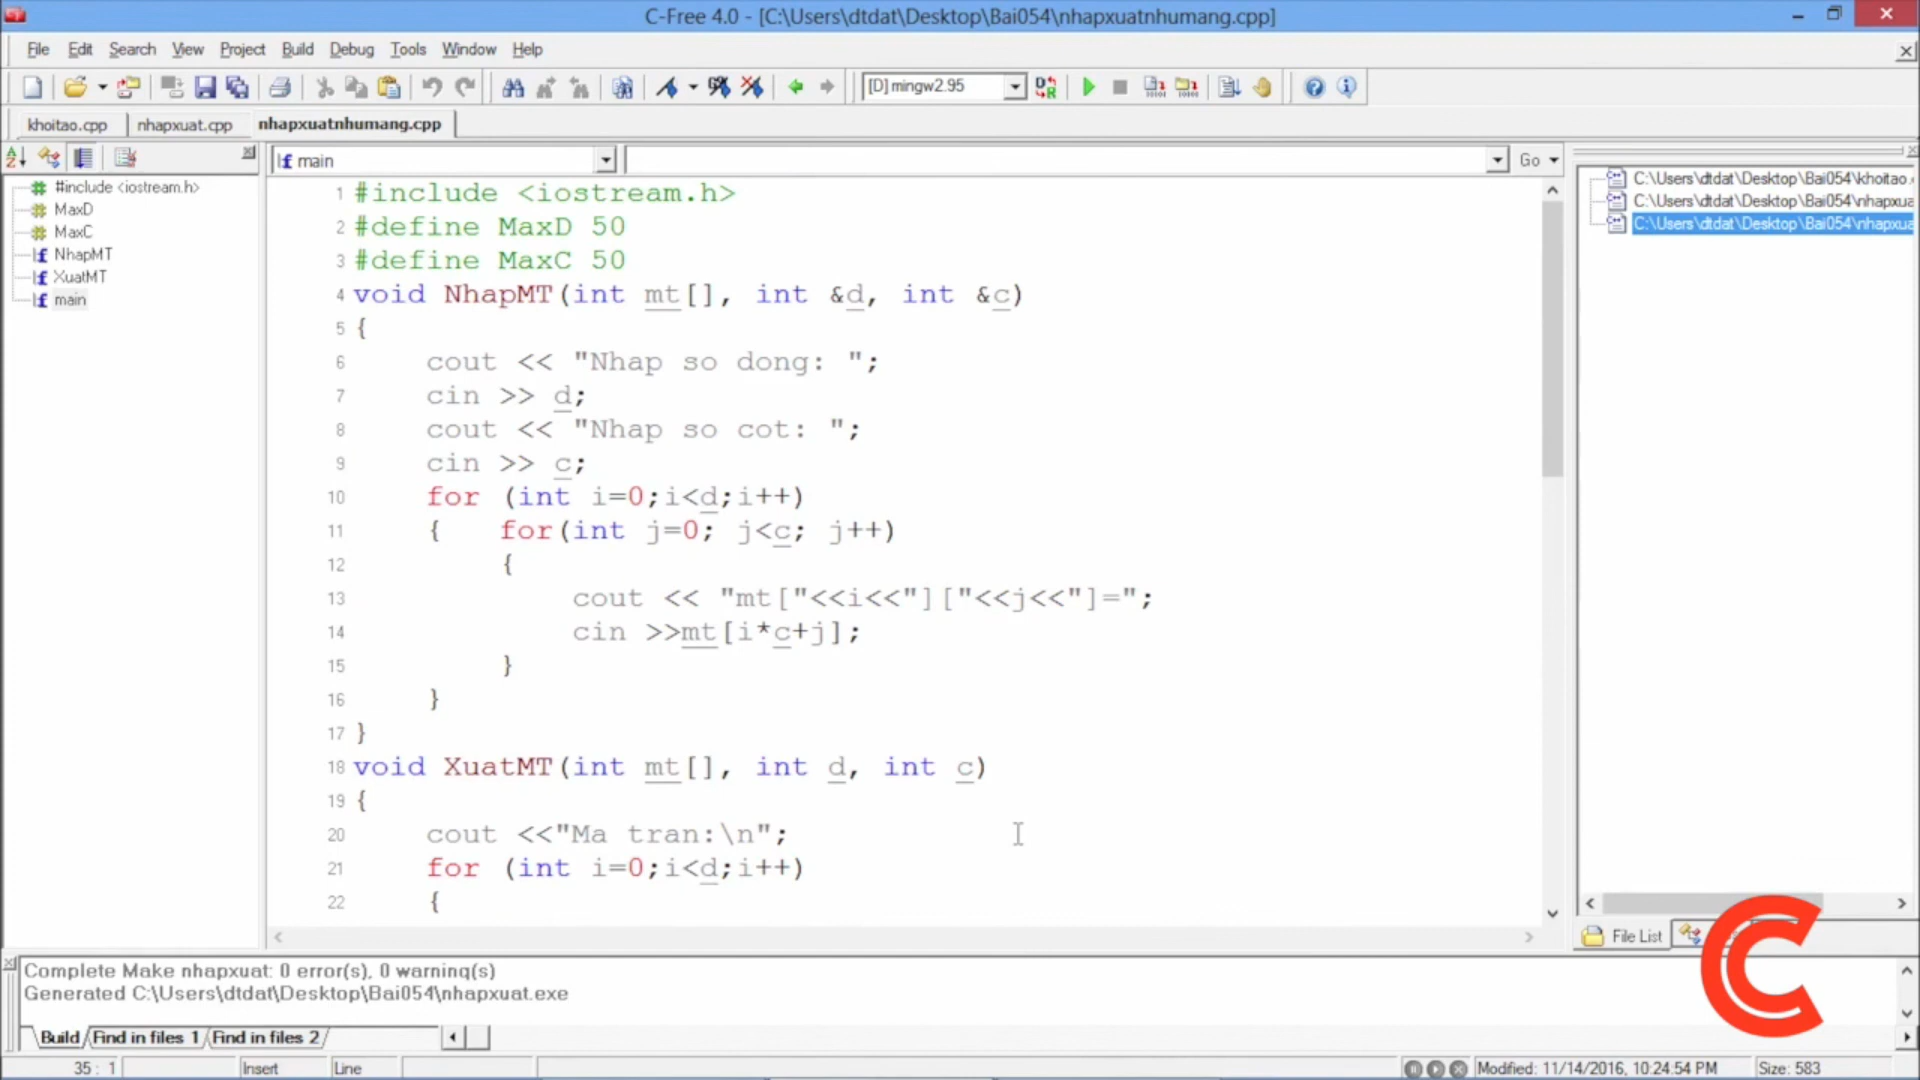 C-Free 4.0 - [C:\Users\dtdat\Desktop\Bai054\nhapxuatnhumang.cpp]
File Edit Search View Project Build Debug Tools Window Help
[D] mingw2.95
khoitao.cpp nhapxuat.cpp nhapxuatnhumang.cpp
main
Go
#include <iostream.h>
MaxD
MaxC
NhapMT
XuatMT
main
1 #include <iostream.h>
2 #define MaxD 50
3 #define MaxC 50
4 void NhapMT(int mt[], int &d, int &c)
5 {
6 cout << "Nhap so dong: ";
7 cin >> d;
8 cout << "Nhap so cot: ";
9 cin >> c;
10 for (int i=0;i<d;i++)
11 { for(int j=0; j<c; j++)
12 {
13 cout << "mt["<<i<<"]["<<j<<"]=";
14 cin >>mt[i*c+j];
15 }
16 }
17 }
18 void XuatMT(int mt[], int d, int c)
19 {
20 cout <<"Ma tran:\n";
21 for (int i=0;i<d;i++)
22 {
C:\Users\dtdat\Desktop\Bai054\khoitao.
C:\Users\dtdat\Desktop\Bai054\nhapxua
C:\Users\dtdat\Desktop\Bai054\nhapxua
File List
Complete Make nhapxuat: 0 error(s), 0 warning(s)
Generated C:\Users\dtdat\Desktop\Bai054\nhapxuat.exe
Build Find in files 1 Find in files 2
35 : 1 Insert Line Modified: 11/14/2016, 10:24:54 PM Size: 583